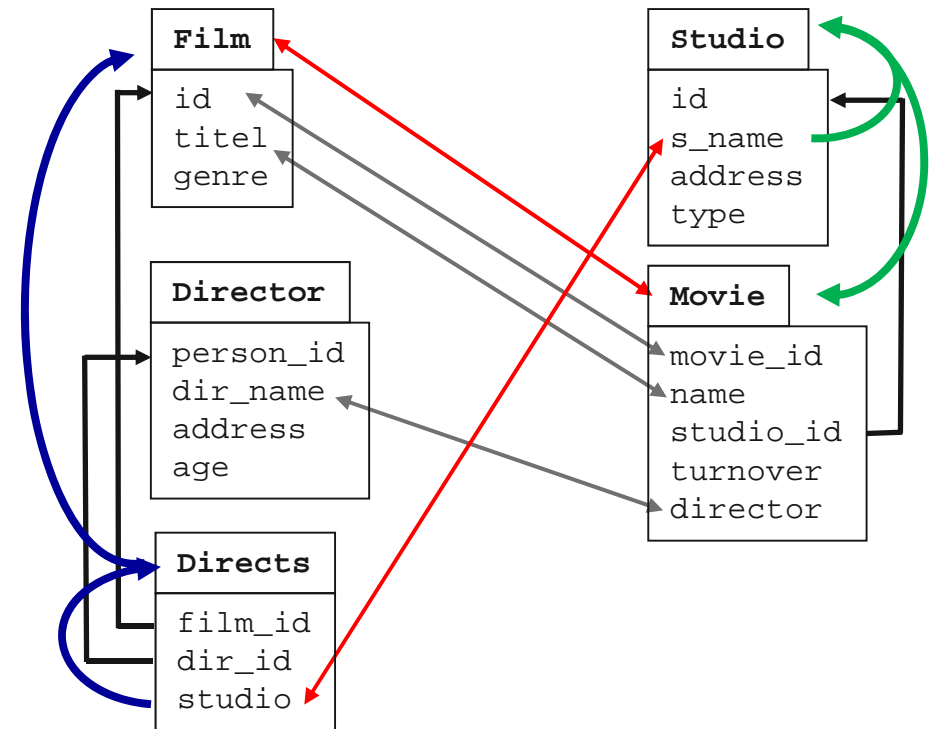 Film
id
titel
genre
Director
person_id
dir_name
address
age
Directs
film_id
dir_id
studio
Studio
id
s_name
address
type
Movie
movie_id
name
studio_id
turnover
director